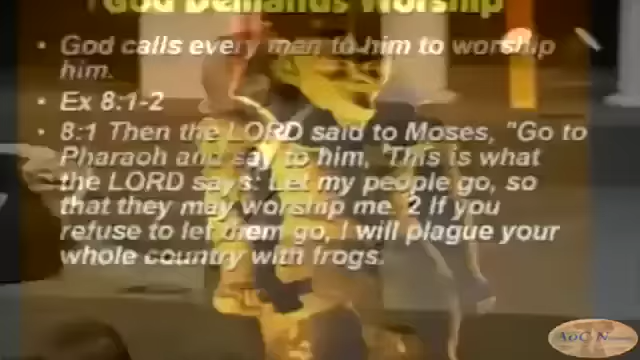 God Demands Worship
• God calls every man to him to worship
him.
• Ex 8:1-2
• 8:1 Then the LORD said to Moses, "Go to
Pharaoh and say to him, 'This is what
the LORD says: Let my people go, so
that they may worship me. 2 If you
refuse to let them go, I will plague your
whole country with frogs.
AoC N